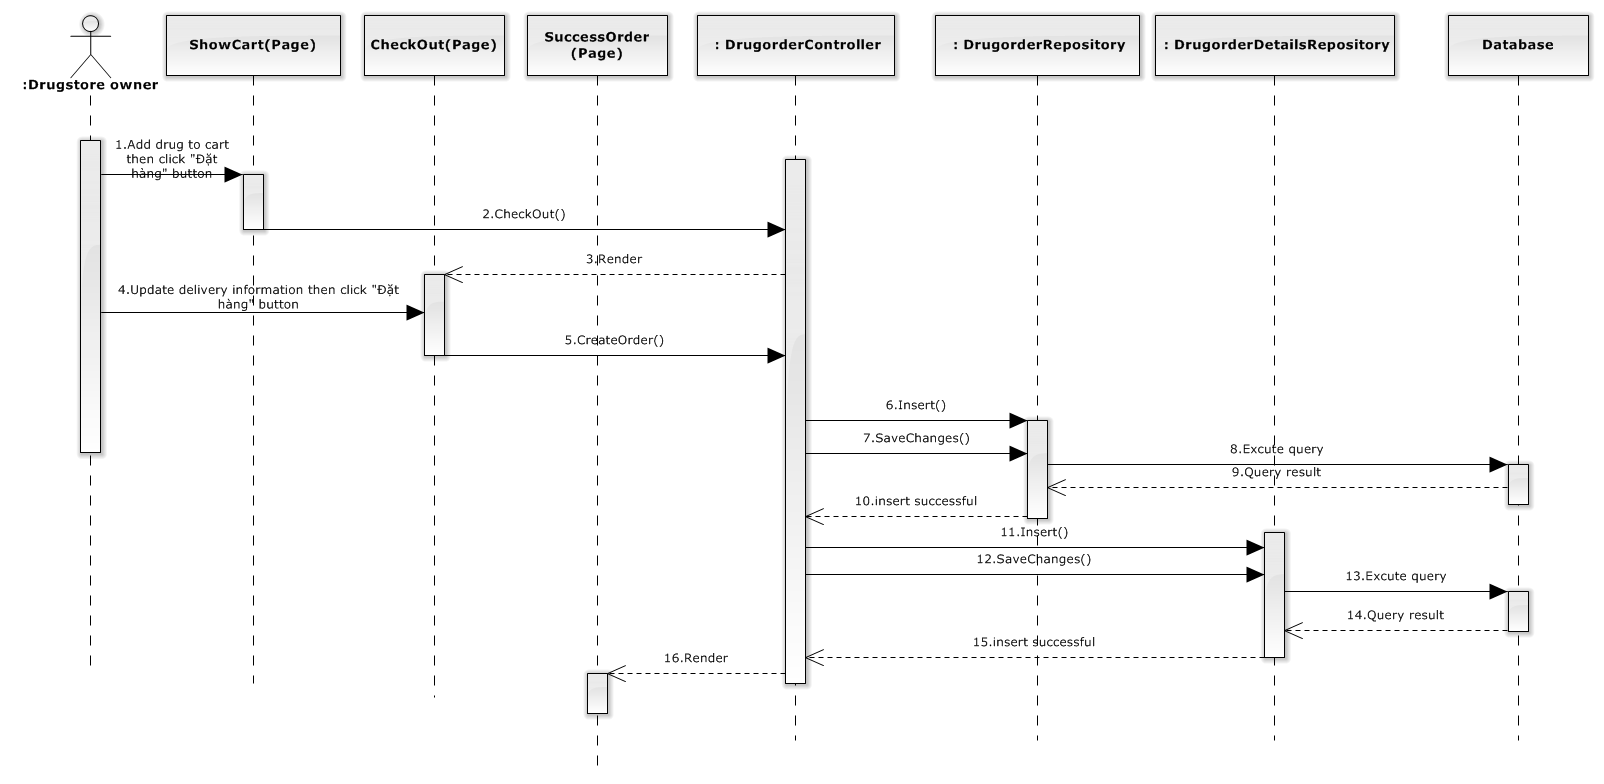 :Drugstore owner
ShowCart(Page)
CheckOut(Page)
SuccessOrder
(Page)
: DrugorderController
: DrugorderRepository
: DrugorderDetailsRepository
Database
1.Add drug to cart
then click "Đặt
hàng" button
2.CheckOut()
3.Render
4.Update delivery information then click "Đặt
hàng" button
5.CreateOrder()
6.Insert()
7.SaveChanges()
8.Excute query
9.Query result
10.insert successful
11.Insert()
12.SaveChanges()
13.Excute query
14.Query result
15.insert successful
16.Render